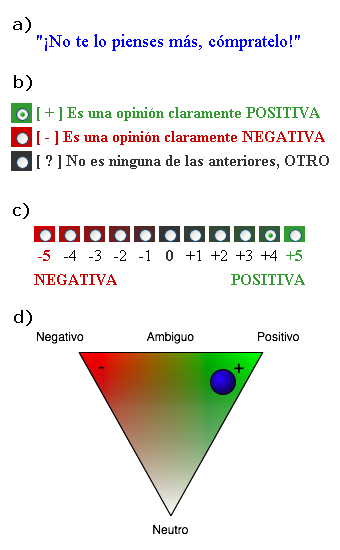 a)
"¡No te lo pienses más, cómpratelo!"
b)
[ + ] Es una opinión claramente POSITIVA
[ - ] Es una opinión claramente NEGATIVA
[ ? ] No es ninguna de las anteriores, OTRO
c)
-5 -4 -3 -2 -1 0 +1 +2 +3 +4 +5
NEGATIVA POSITIVA
d)
Negativo Ambiguo Positivo
- +
Neutro